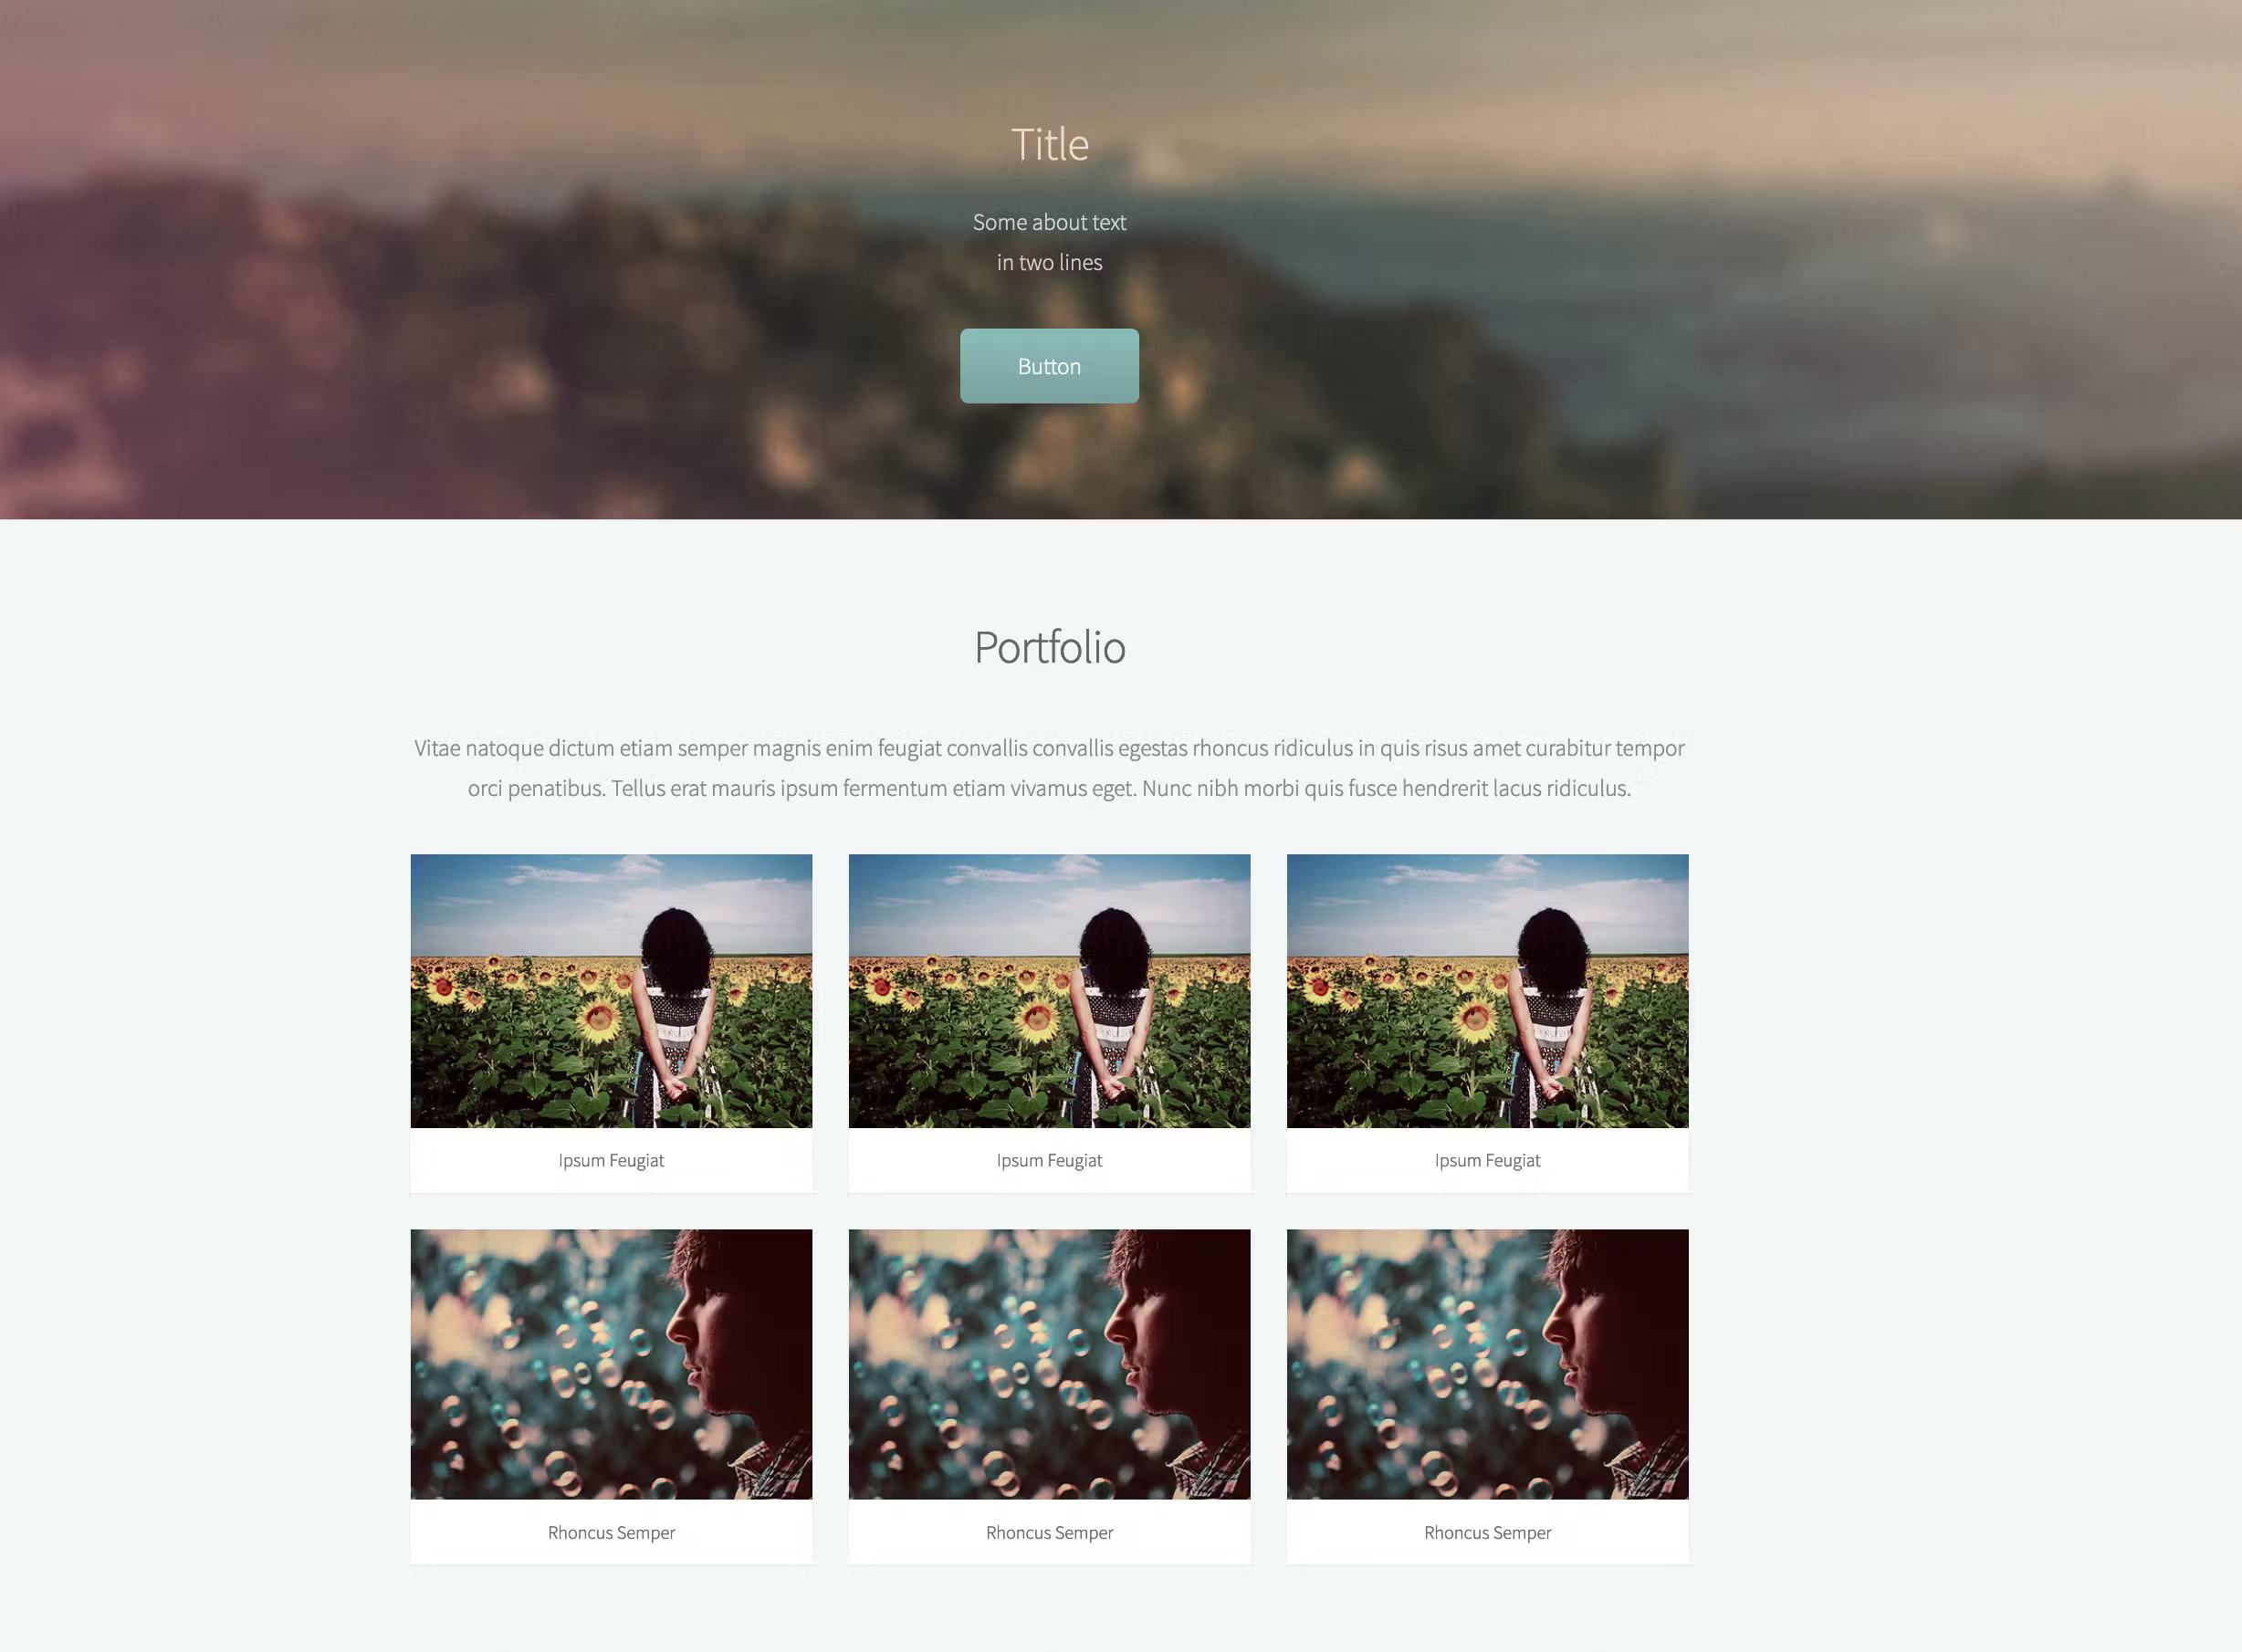 Title
Some about text
in two lines
Button
Portfolio
Vitae natoque dictum etiam semper magnis enim feugiat convallis convallis egestas rhoncus ridiculus in quis risus amet curabitur tempor
orci penatibus. Tellus erat mauris ipsum fermentum etiam vivamus eget. Nunc nibh morbi quis fusce hendrerit lacus ridiculus.
Ipsum Feugiat
Ipsum Feugiat
Ipsum Feugiat
Rhoncus Semper
Rhoncus Semper
Rhoncus Semper